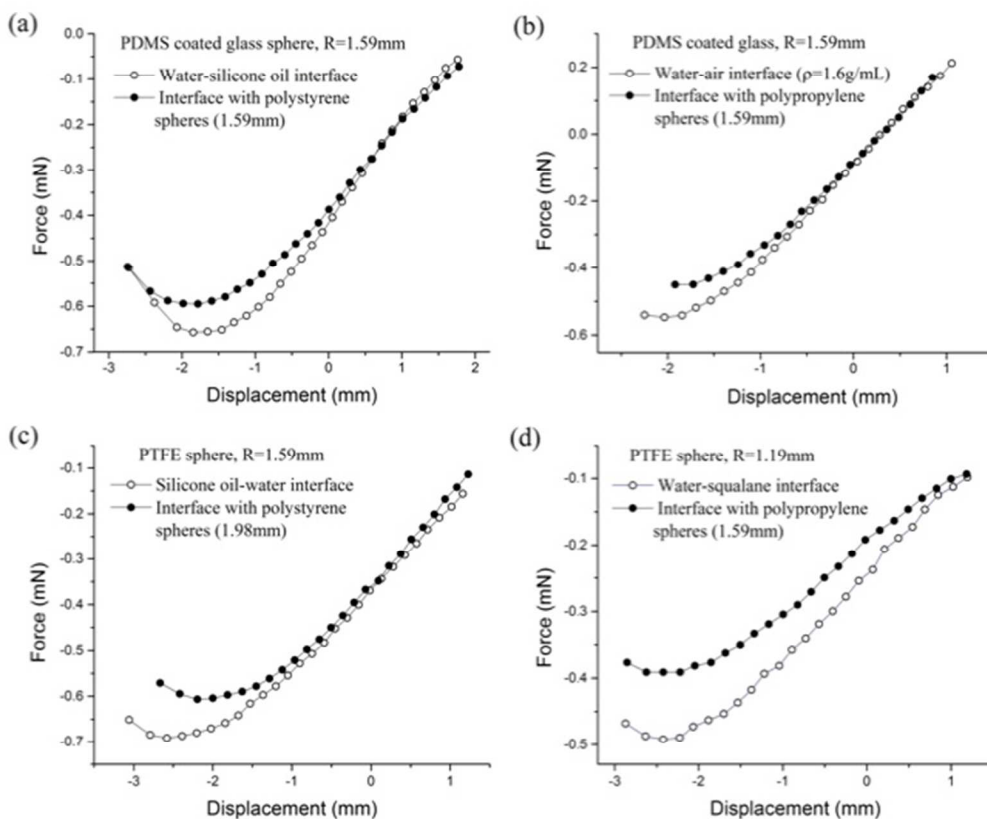 (a)
PDMS coated glass sphere, R=1.59mm
Water-silicone oil interface
Interface with polystyrene
spheres (1.59mm)
Force (mN)
0.0
-0.1
-0.2
-0.3
-0.4
-0.5
-0.6
-0.7
-3 -2 -1 0 1 2
Displacement (mm)
(b)
PDMS coated glass, R=1.59mm
Water-air interface (ρ=1.6g/mL)
Interface with polypropylene
spheres (1.59mm)
Force (mN)
0.2
0.0
-0.2
-0.4
-0.6
-2 -1 0 1
Displacement (mm)
(c)
PTFE sphere, R=1.59mm
Silicone oil-water interface
Interface with polystyrene
spheres (1.98mm)
Force (mN)
-0.1
-0.2
-0.3
-0.4
-0.5
-0.6
-0.7
-3 -2 -1 0 1
Displacement (mm)
(d)
PTFE sphere, R=1.19mm
Water-squalane interface
Interface with polypropylene
spheres (1.59mm)
Force (mN)
-0.1
-0.2
-0.3
-0.4
-0.5
-3 -2 -1 0 1
Displacement (mm)